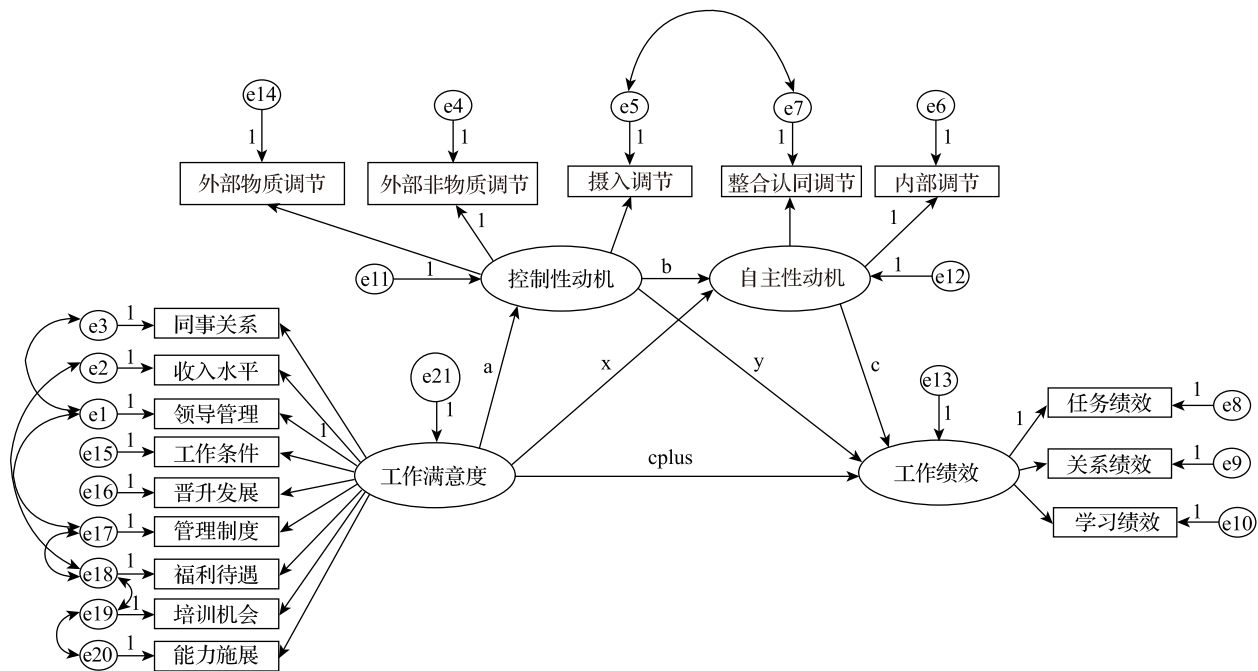 e14
e4
e5
e7
e6
1
1
1
1
1
外部物质调节
外部非物质调节
摄入调节
整合认同调节
内部调节
1
1
e11
1
控制性动机
b
自主性动机
1
e12
e3
1
同事关系
e2
1
收入水平
e1
1
领导管理
1
e15
1
工作条件
e16
1
晋升发展
e17
1
管理制度
e18
1
福利待遇
e19
1
培训机会
e20
1
能力施展
e21
1
a
x
y
c
e13
1
工作满意度
cplus
工作绩效
1
任务绩效
1
e8
关系绩效
1
e9
学习绩效
1
e10